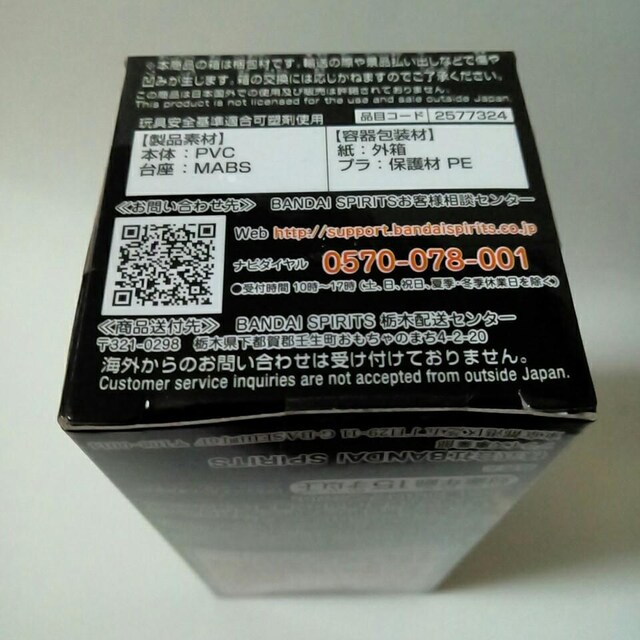 ※本商品の箱は梱包材です。輸送の際や景品払い出しなどで傷や
凹みが生じます。箱の交換には応じかねますのでご了承ください。
この商品は日本国外での使用及び販売は許諾されておりません。
This product is not licensed for the use and sale outside Japan.
玩具安全基準適合可塑剤使用
品目コード 2577324
【製品素材】
本体:PVC
台座:MABS
【容器包装材】
紙:外箱
プラ:保護材 PE
≪お問い合わせ先≫ BANDAI SPIRITSお客様相談センター
Web http://support.bandaispirits.co.jp
ナビダイヤル 0570-078-001
●受付時間 10時～17時 (土、日、祝日、夏季・冬季休業日を除く)
≪商品送付先≫ BANDAI SPIRITS 栃木配送センター
〒321-0298 栃木県下都賀郡壬生町おもちゃのまち4-2-20
海外からのお問い合わせは受け付けておりません。
Customer service inquiries are not accepted from outside Japan.
BANDAI SPIRITS